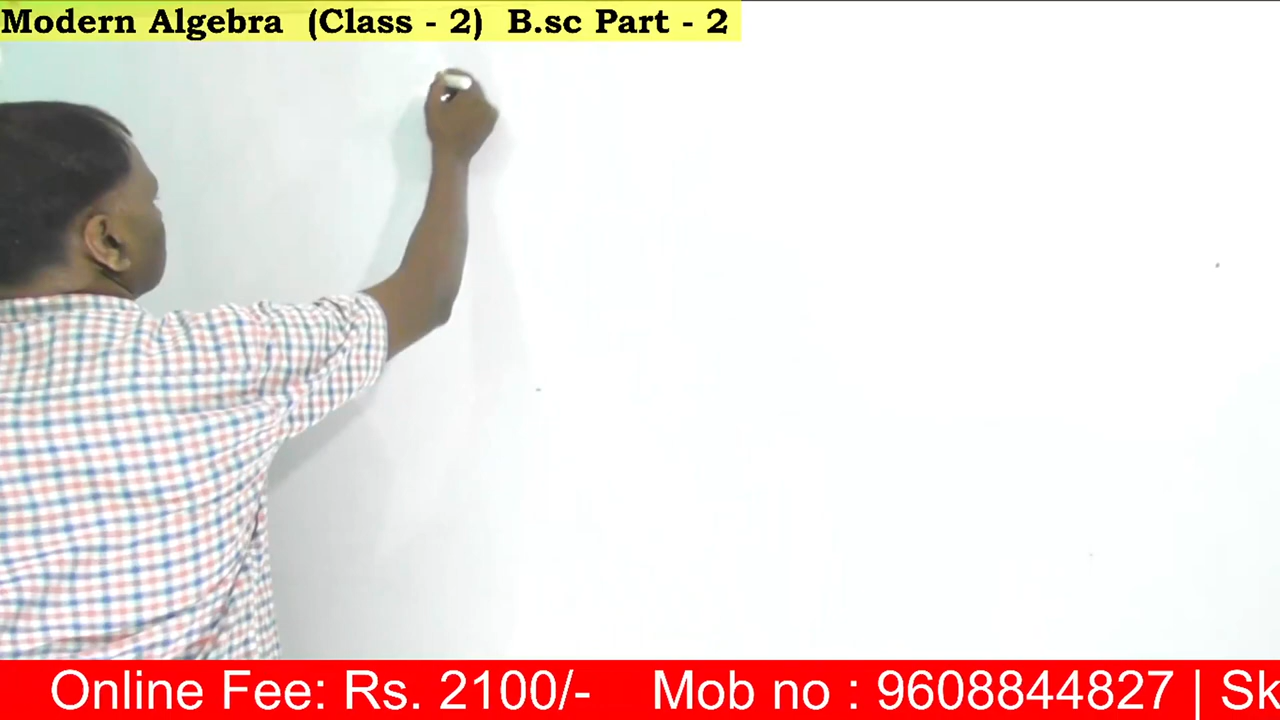 Modern Algebra (Class - 2) B.sc Part - 2
Online Fee: Rs. 2100/- Mob no : 9608844827 | Sk